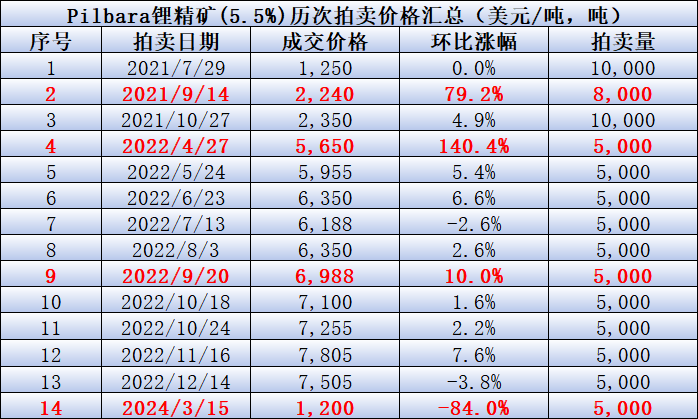 Pilbara锂精矿(5.5%)历次拍卖价格汇总（美元/吨，吨）
序号 拍卖日期 成交价格 环比涨幅 拍卖量
1 2021/7/29 1,250 0.0% 10,000
2 2021/9/14 2,240 79.2% 8,000
3 2021/10/27 2,350 4.9% 10,000
4 2022/4/27 5,650 140.4% 5,000
5 2022/5/24 5,955 5.4% 5,000
6 2022/6/23 6,350 6.6% 5,000
7 2022/7/13 6,188 -2.6% 5,000
8 2022/8/3 6,350 2.6% 5,000
9 2022/9/20 6,988 10.0% 5,000
10 2022/10/18 7,100 1.6% 5,000
11 2022/10/24 7,255 2.2% 5,000
12 2022/11/16 7,805 7.6% 5,000
13 2022/12/14 7,505 -3.8% 5,000
14 2024/3/15 1,200 -84.0% 5,000